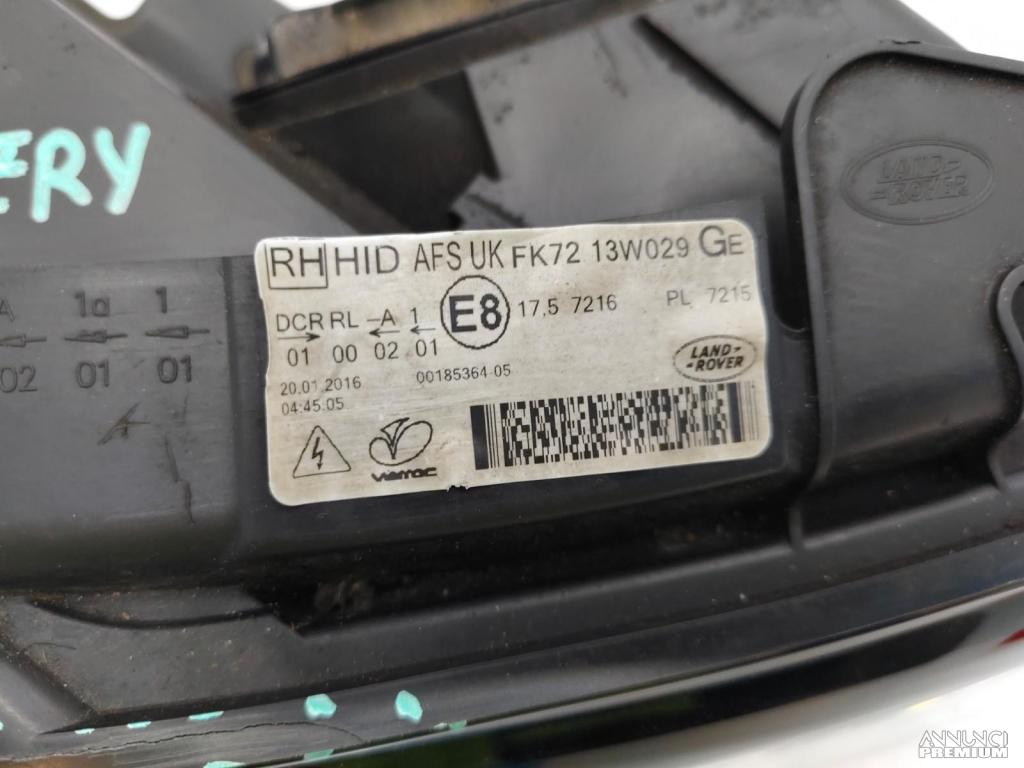 ERY
RH HID AFS UK FK72 13W029 GE
DCR RL -A 1
01 00 02 01
E8
17,5 7216
PL 7215
LAND-
-ROVER
20.01.2016
04:45.05
00185364-05
Visteon
A 1a 1
02 01 01
LAND-
-ROVER
ANNUNCI
PREMIUM